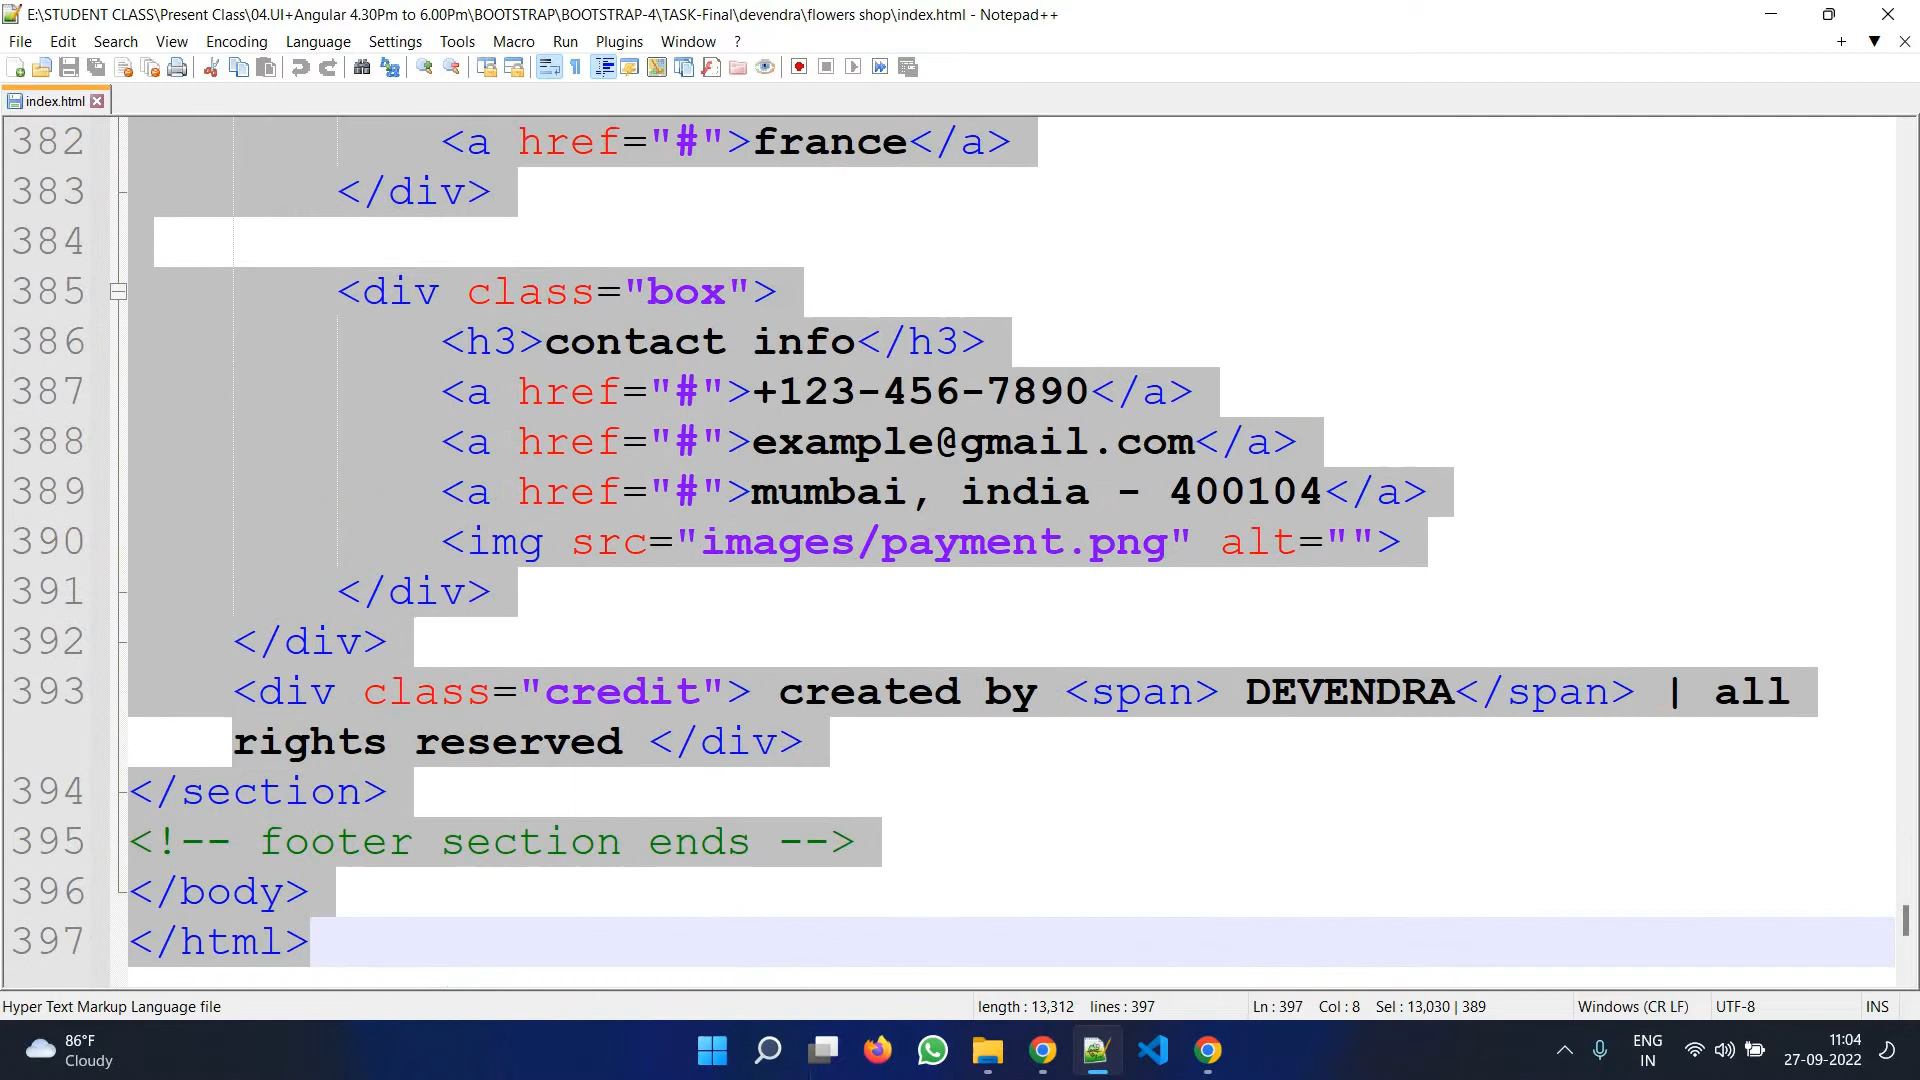 E:\STUDENT CLASS\Present Class\04.UI+Angular 4.30Pm to 6.00Pm\BOOTSTRAP\BOOTSTRAP-4\TASK-Final\devendra\flowers shop\index.html - Notepad++
File Edit Search View Encoding Language Settings Tools Macro Run Plugins Window ?
index.html
382 <a href="#">france</a>
383 </div>
384
385 <div class="box">
386 <h3>contact info</h3>
387 <a href="#">+123-456-7890</a>
388 <a href="#">example@gmail.com</a>
389 <a href="#">mumbai, india - 400104</a>
390 <img src="images/payment.png" alt="">
391 </div>
392 </div>
393 <div class="credit"> created by <span> DEVENDRA</span> | all
rights reserved </div>
394 </section>
395 <!-- footer section ends -->
396 </body>
397 </html>
Hyper Text Markup Language file length : 13,312 lines : 397 Ln : 397 Col : 8 Sel : 13,030 | 389 Windows (CR LF) UTF-8 INS
86°F
Cloudy
ENG
IN
11:04
27-09-2022